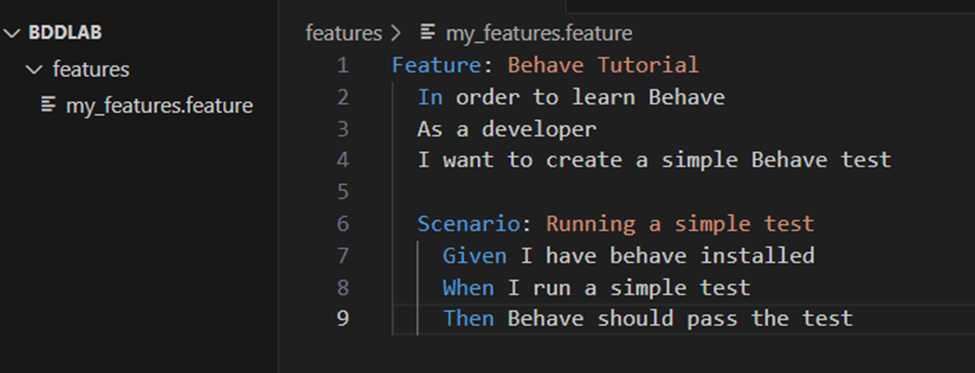 BDDLAB
features
my_features.feature
features > my_features.feature
1 Feature: Behave Tutorial
2 In order to learn Behave
3 As a developer
4 I want to create a simple Behave test
5
6 Scenario: Running a simple test
7 Given I have behave installed
8 When I run a simple test
9 Then Behave should pass the test